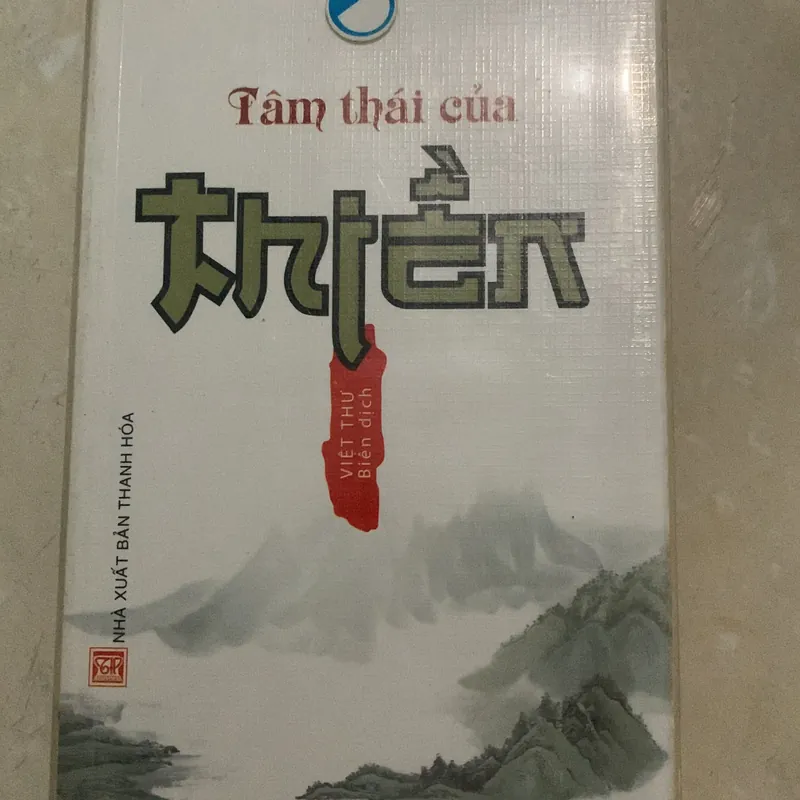 Tâm thái của
thiền
VIỆT THƯ
Biên dịch
NHÀ XUẤT BẢN THANH HÓA